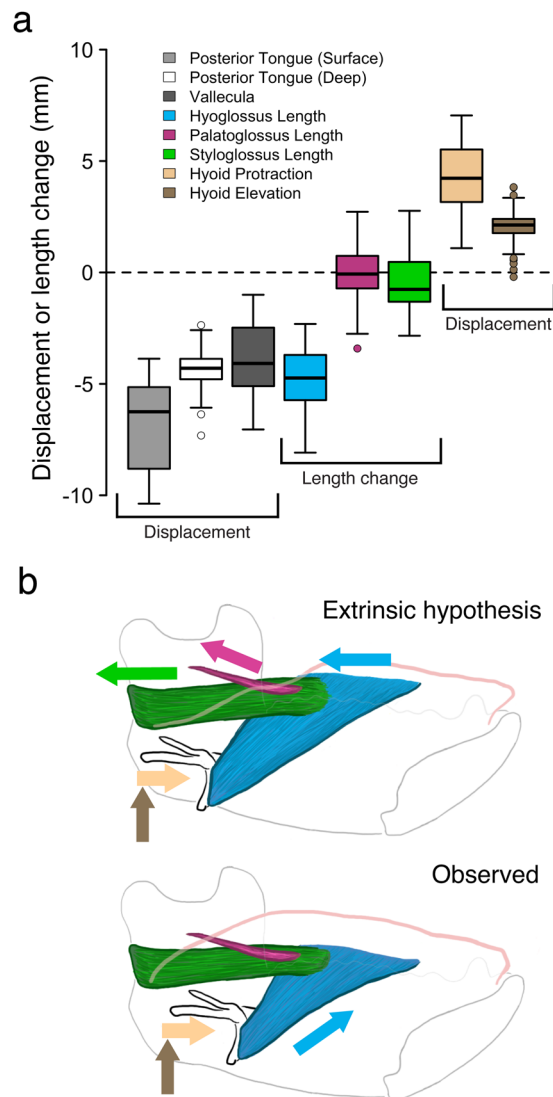 a
Displacement or length change (mm)
10
5
0
-5
-10
Posterior Tongue (Surface)
Posterior Tongue (Deep)
Vallecula
Hyoglossus Length
Palatoglossus Length
Styloglossus Length
Hyoid Protraction
Hyoid Elevation
Displacement
Length change
Displacement
b
Extrinsic hypothesis
Observed